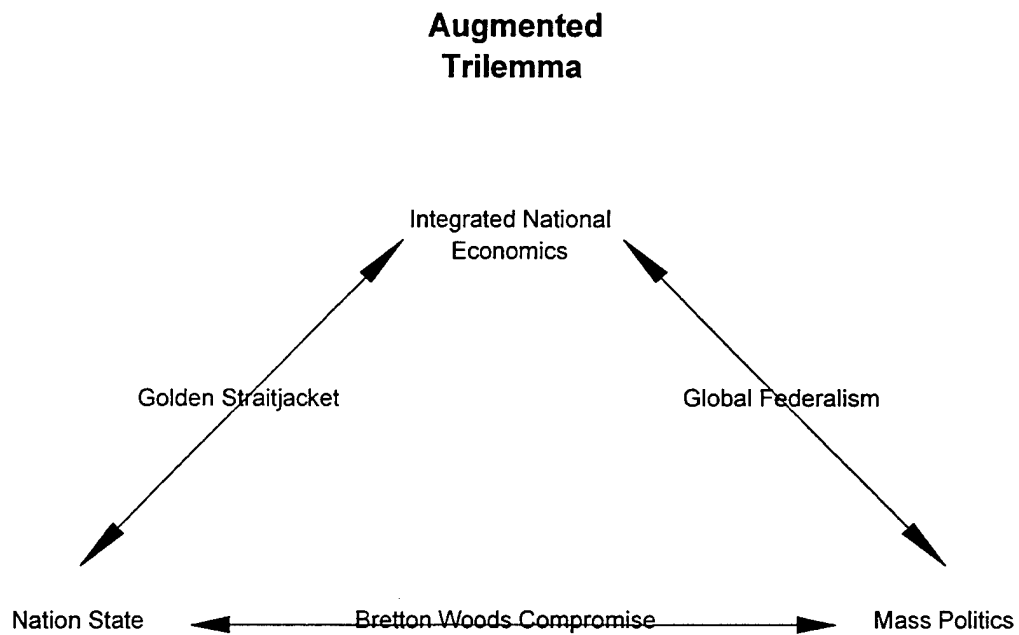 Augmented
Trilemma
Integrated National
Economics
Golden Straitjacket
Global Federalism
Nation State
Bretton Woods Compromise
Mass Politics